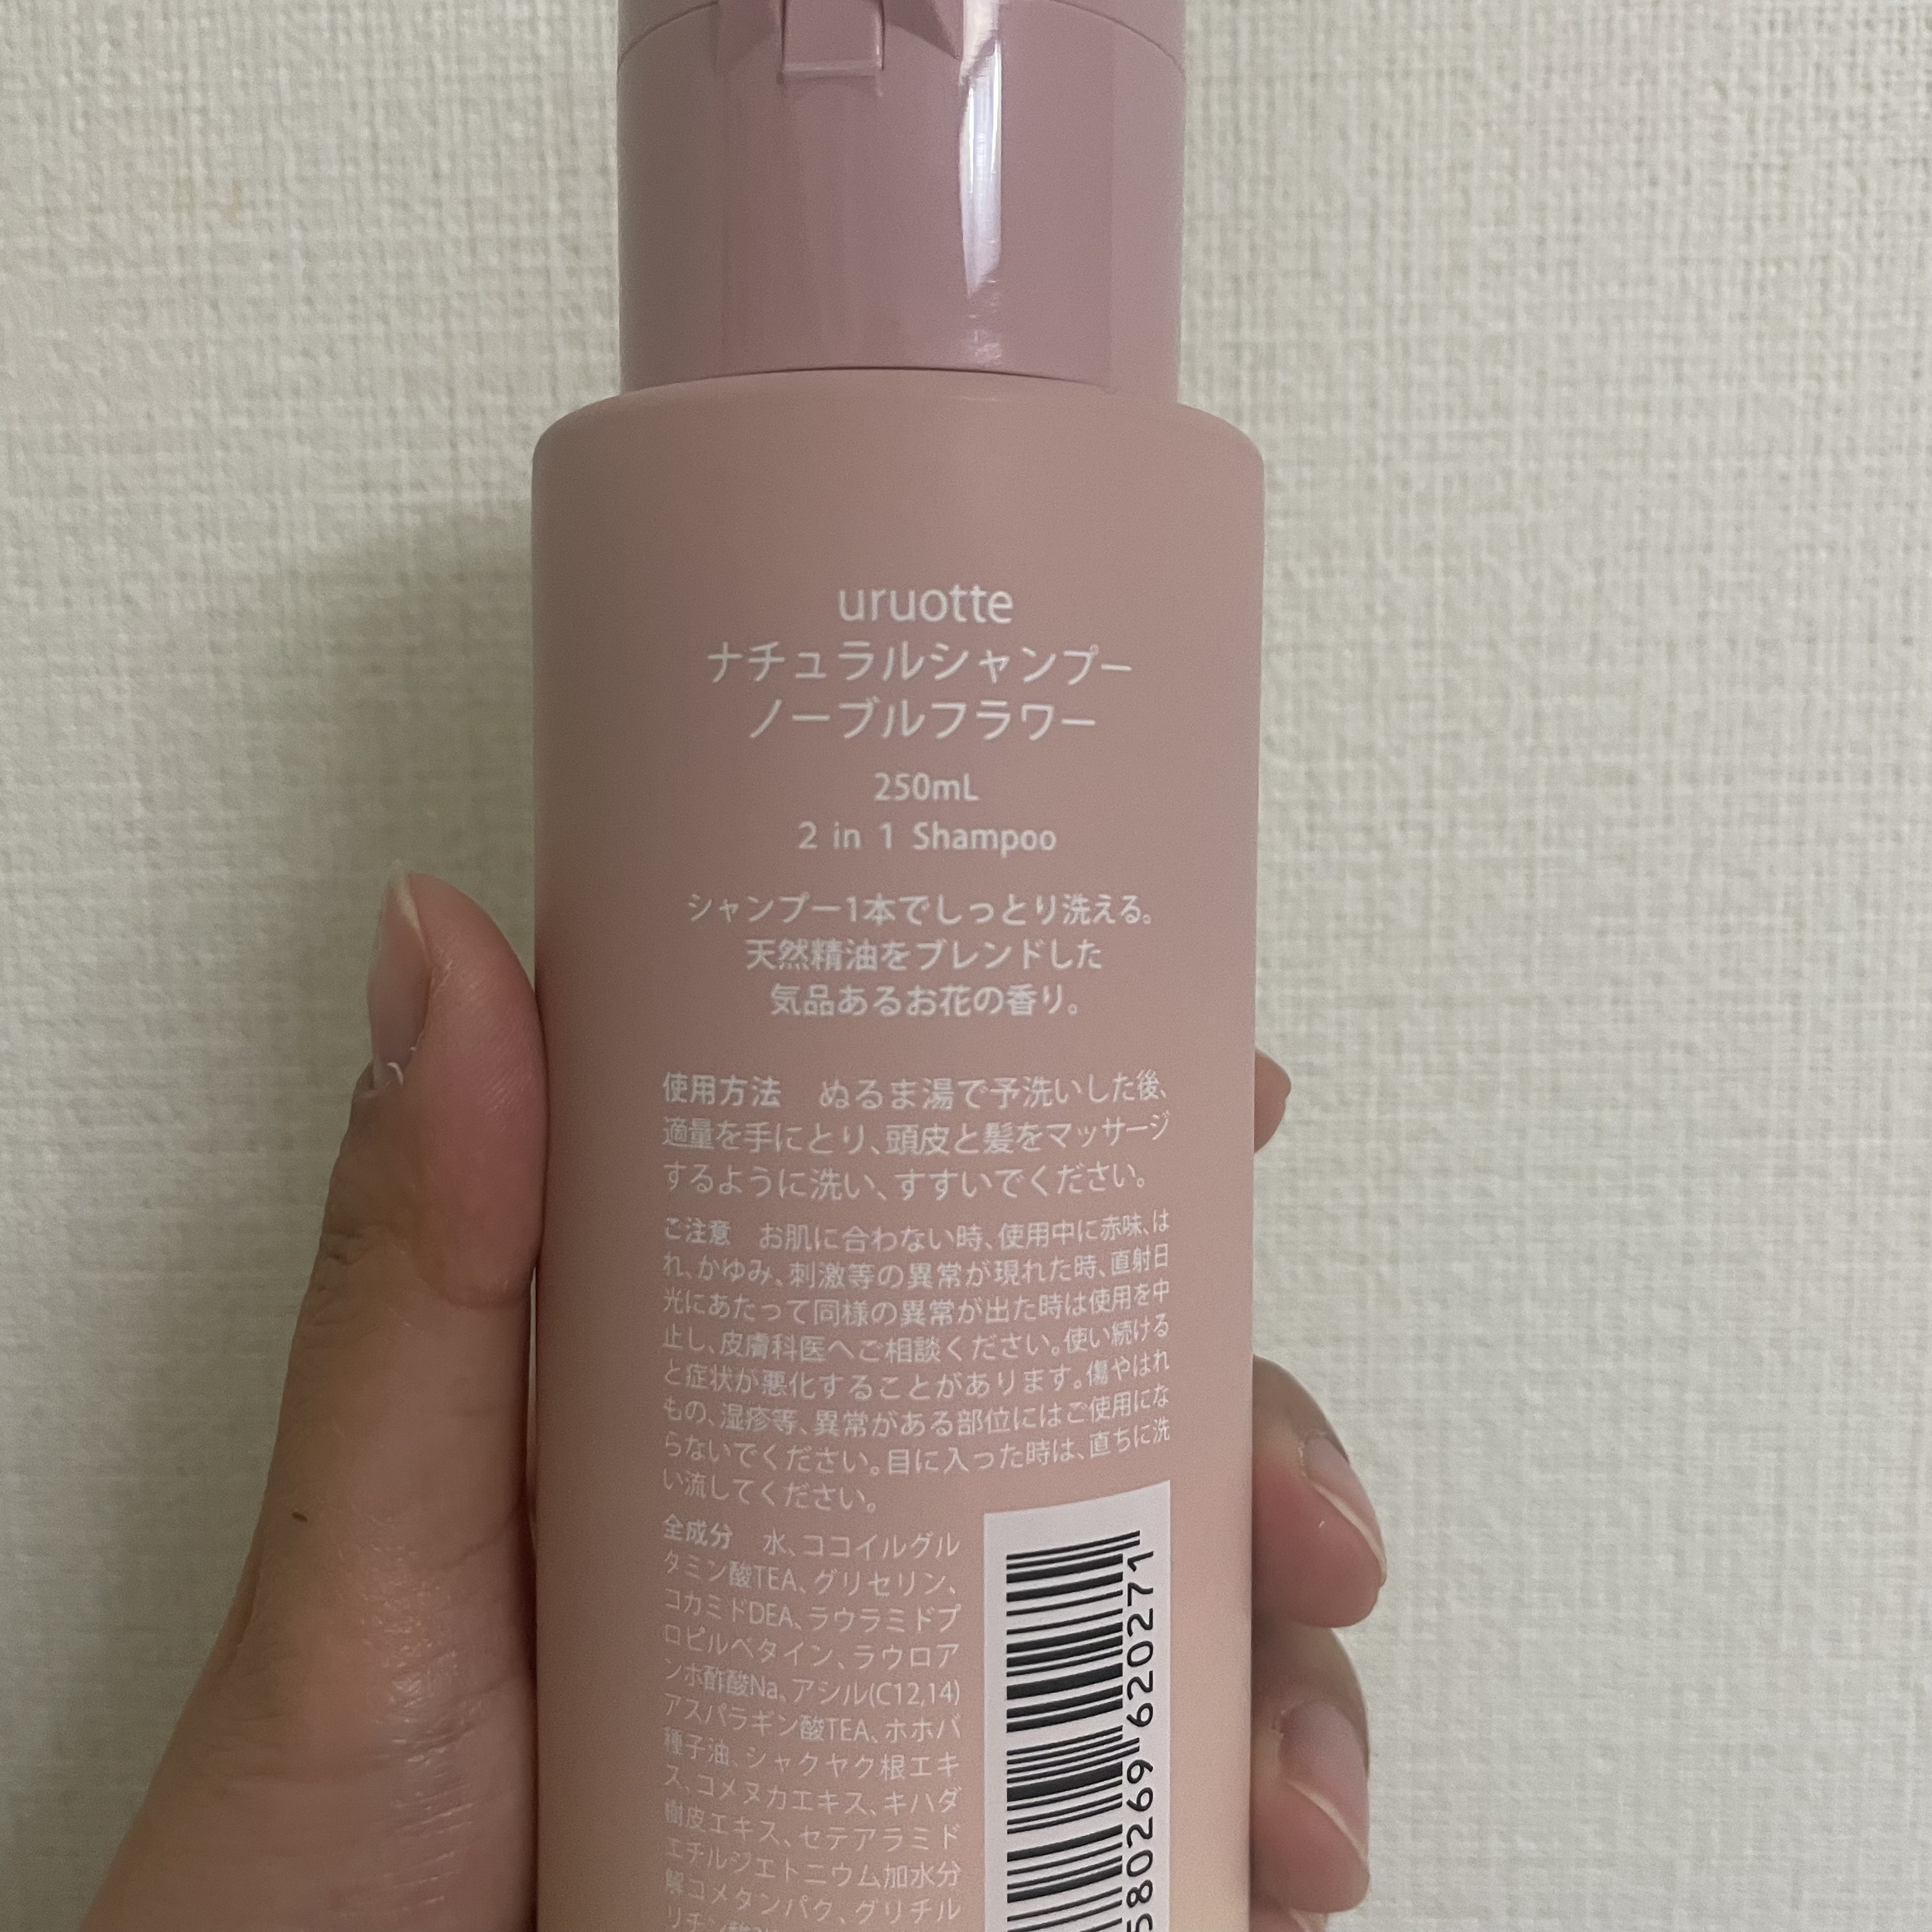 uruotte
ナチュラルシャンプー
ノーブルフラワー
250mL
2 in 1 Shampoo
シャンプー1本でしっとり洗える。
天然精油をブレンドした
気品あるお花の香り。
使用方法　ぬるま湯で予洗いした後、
適量を手にとり、頭皮と髪をマッサージ
するように洗い、すすいでください。
ご注意　お肌に合わない時、使用中に赤味、は
れ、かゆみ、刺激等の異常が現れた時、直射日
光にあたって同様の異常が出た時は使用を中
止し、皮膚科医へご相談ください。使い続ける
と症状が悪化することがあります。傷やはれ
もの、湿疹等、異常がある部位にはご使用にな
らないでください。目に入った時は、直ちに洗
い流してください。
全成分　水、ココイルグル
タミン酸TEA、グリセリン、
コカミドDEA、ラウラミドプ
ロピルベタイン、ラウロア
ンホ酢酸Na、アシル(C12,14)
アスパラギン酸TEA、ホホバ
種子油、シャクヤク根エキ
ス、コメヌカエキス、キハダ
樹皮エキス、セテアラミド
エチルジエトニウム加水分
解コメタンパク、グリチル
リチン酸
580269 620271